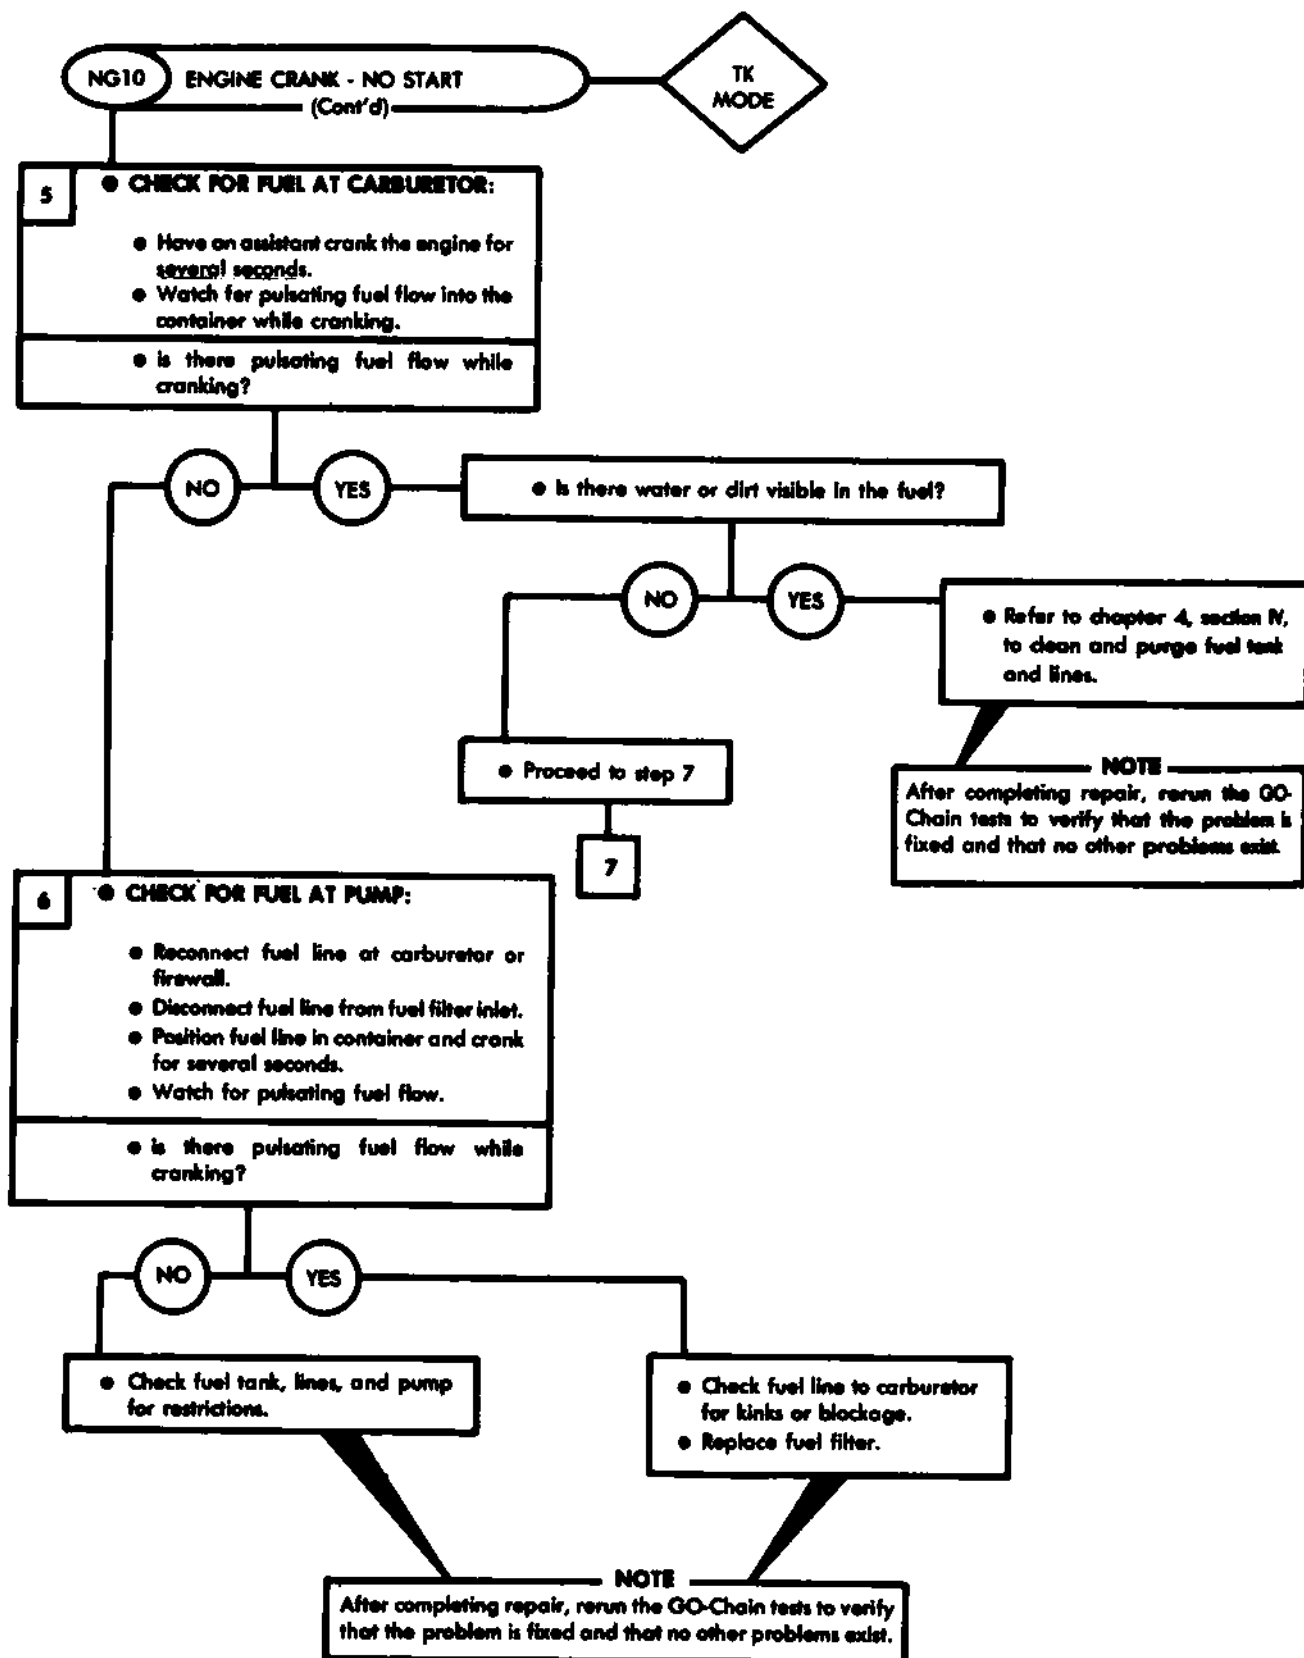 NG10 ENGINE CRANK - NO START
(Cont'd)
TK
MODE
5
● CHECK FOR FUEL AT CARBURETOR:
● Have an assistant crank the engine for
several seconds.
● Watch for pulsating fuel flow into the
container while cranking.
● is there pulsating fuel flow while
cranking?
NO
YES
● Is there water or dirt visible in the fuel?
NO
YES
● Refer to chapter 4, section IV,
to clean and purge fuel tank
and lines.
● Proceed to step 7
7
NOTE
After completing repair, rerun the GO-
Chain tests to verify that the problem is
fixed and that no other problems exist.
6
● CHECK FOR FUEL AT PUMP:
● Reconnect fuel line at carburetor or
firewall.
● Disconnect fuel line from fuel filter inlet.
● Position fuel line in container and crank
for several seconds.
● Watch for pulsating fuel flow.
● is there pulsating fuel flow while
cranking?
NO
YES
● Check fuel tank, lines, and pump
for restrictions.
● Check fuel line to carburetor
for kinks or blockage.
● Replace fuel filter.
NOTE
After completing repair, rerun the GO-Chain tests to verify
that the problem is fixed and that no other problems exist.